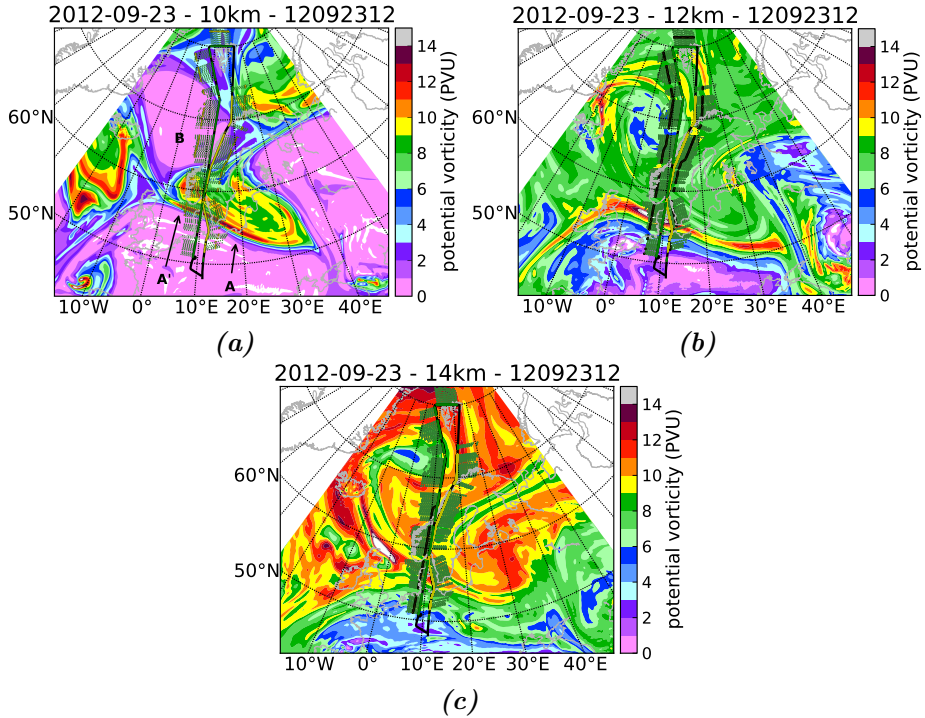 2012-09-23 - 10km - 12092312
60°N
50°N
B
A'
A
10°W 0° 10°E 20°E 30°E 40°E
14
12
10
8
6
4
2
0
potential vorticity (PVU)
(a)
2012-09-23 - 12km - 12092312
60°N
50°N
10°W 0° 10°E 20°E 30°E 40°E
14
12
10
8
6
4
2
0
potential vorticity (PVU)
(b)
2012-09-23 - 14km - 12092312
60°N
50°N
10°W 0° 10°E 20°E 30°E 40°E
14
12
10
8
6
4
2
0
potential vorticity (PVU)
(c)